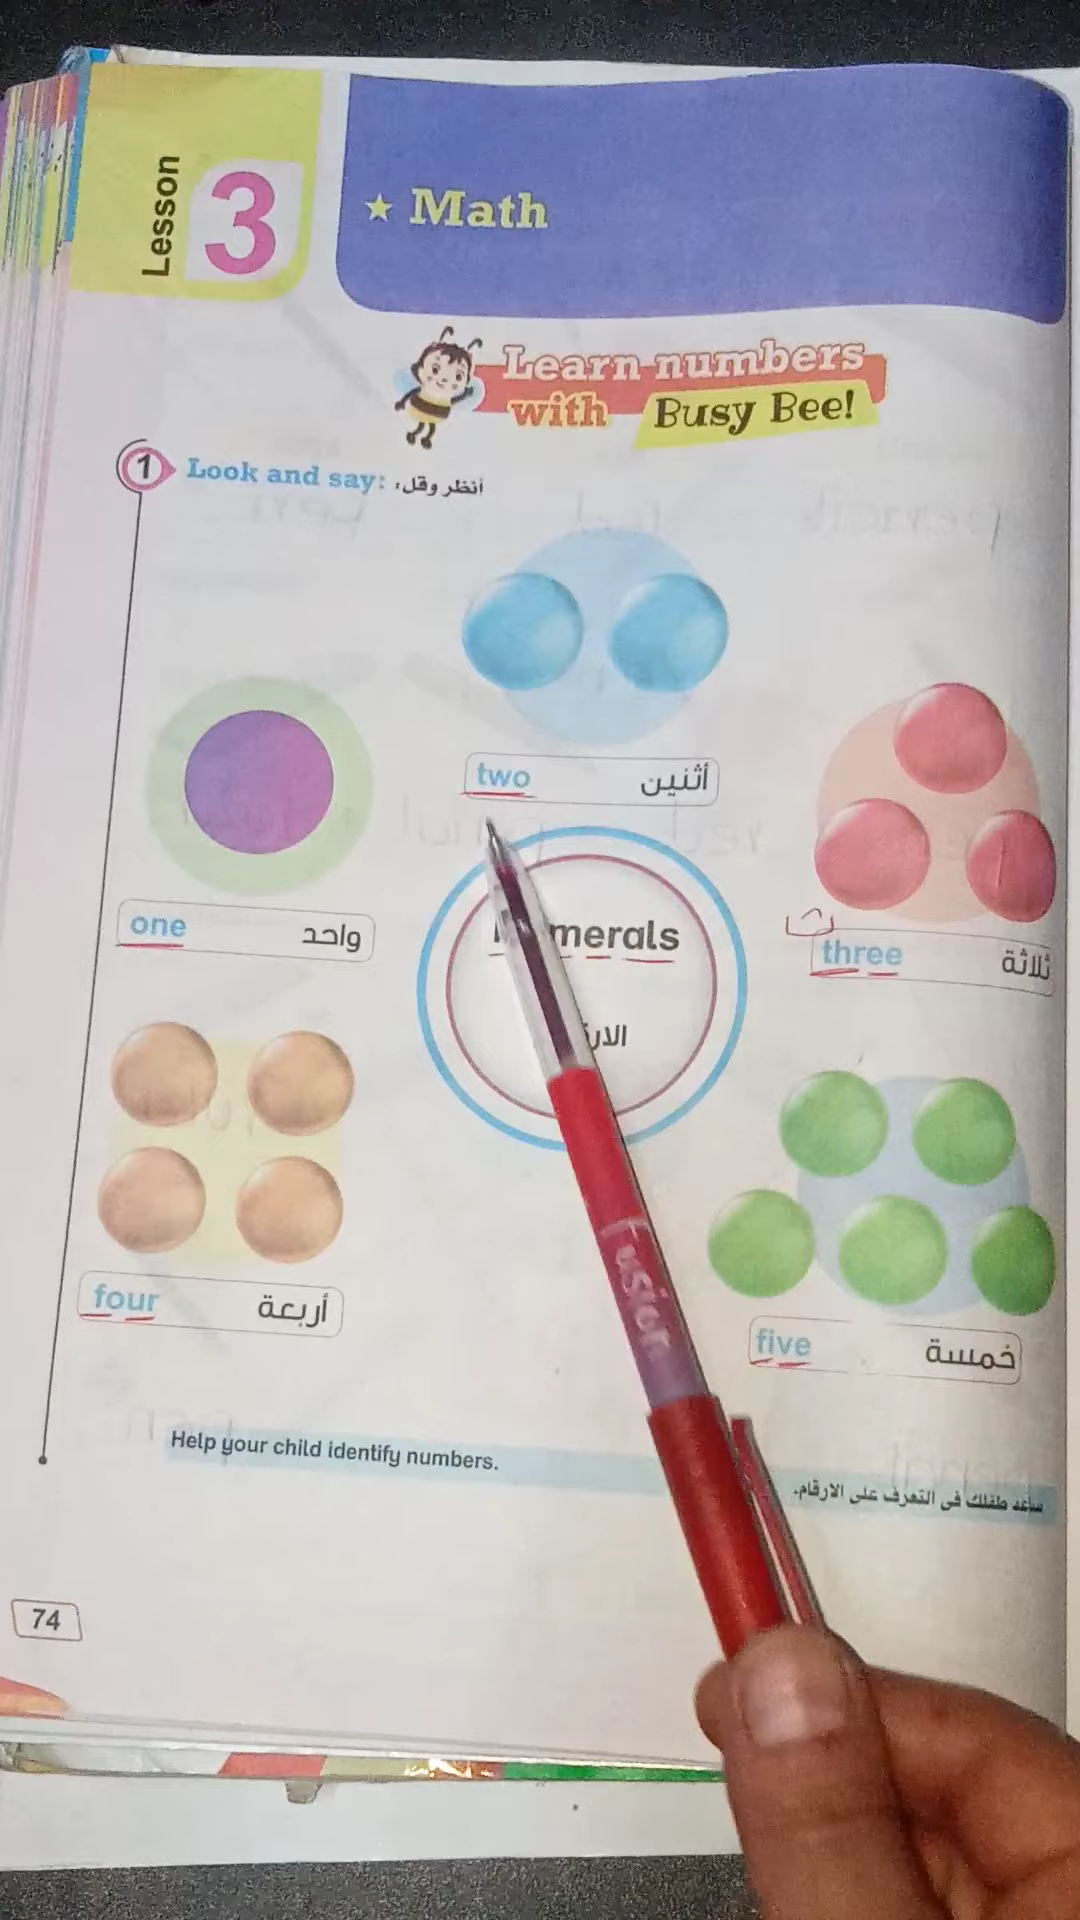 Lesson 3
★ Math
Learn numbers
with Busy Bee!
1 Look and say: أنظر وقل،
two أثنين
one واحد
three ثلاثة
ث
merals
four أربعة
five خمسة
Help your child identify numbers.
ساعد طفلك فى التعرف على الارقام.
74
Fusion